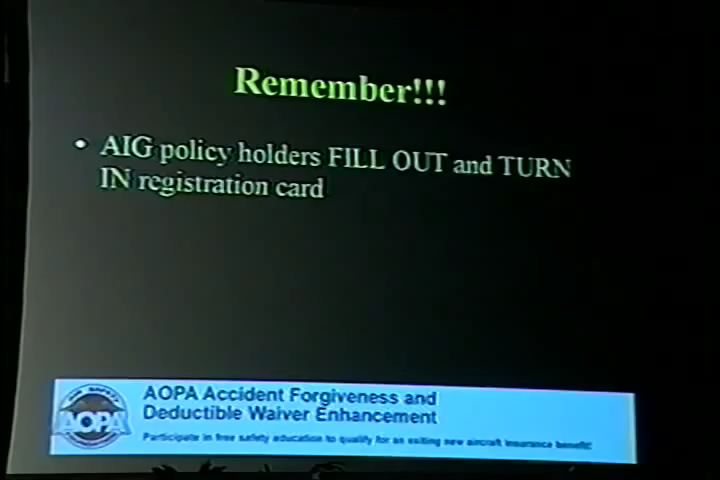 Remember!!!
• AIG policy holders FILL OUT and TURN
IN registration card
AOPA
AOPA Accident Forgiveness and
Deductible Waiver Enhancement
Participate in free safety education to qualify for an exiting new aircraft insurance benefit!